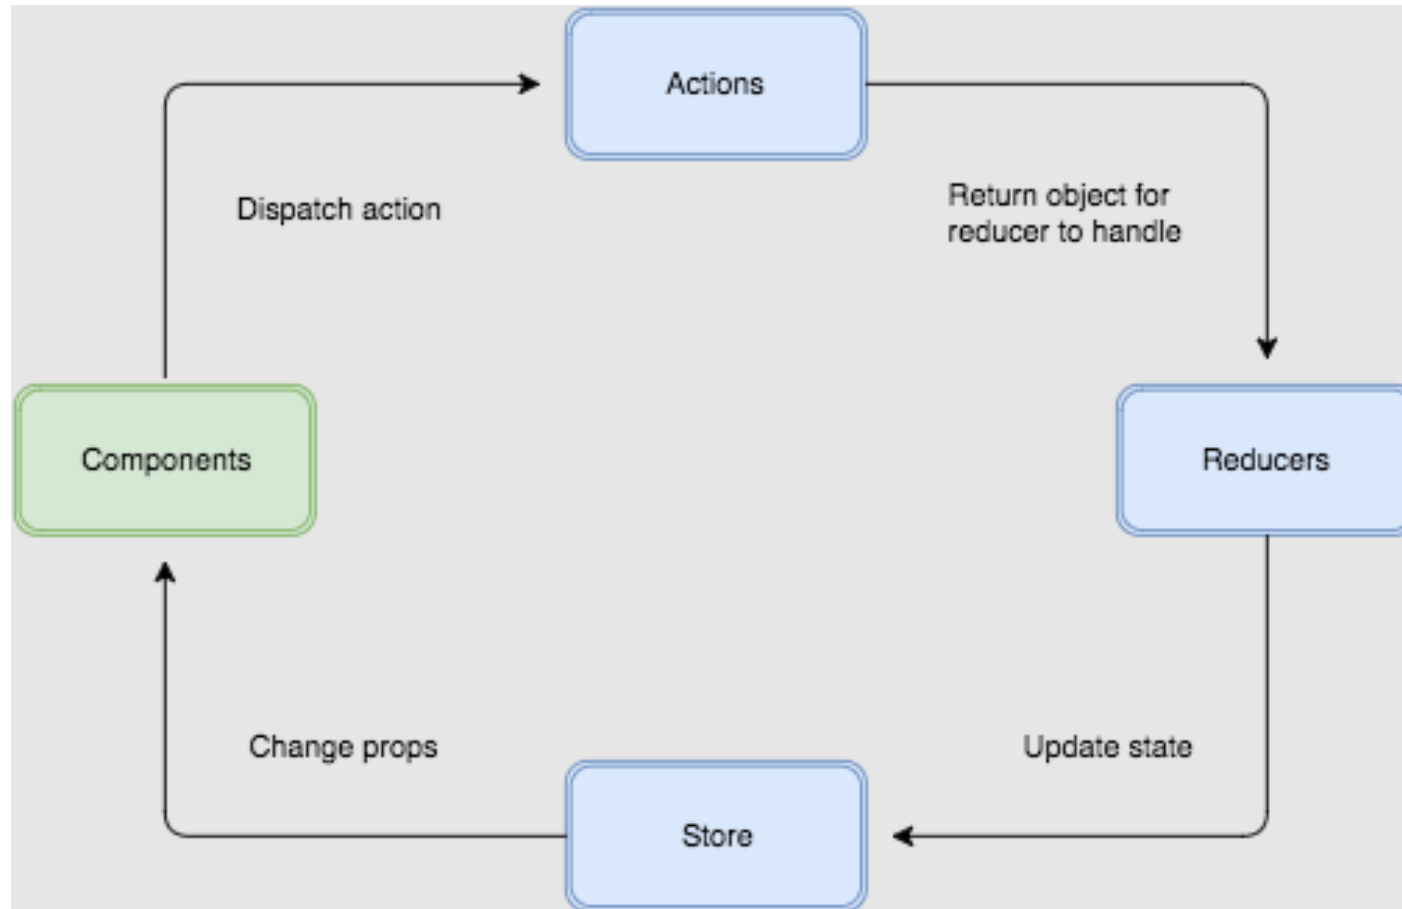 Actions
Dispatch action
Return object for
reducer to handle
Components
Reducers
Change props
Update state
Store